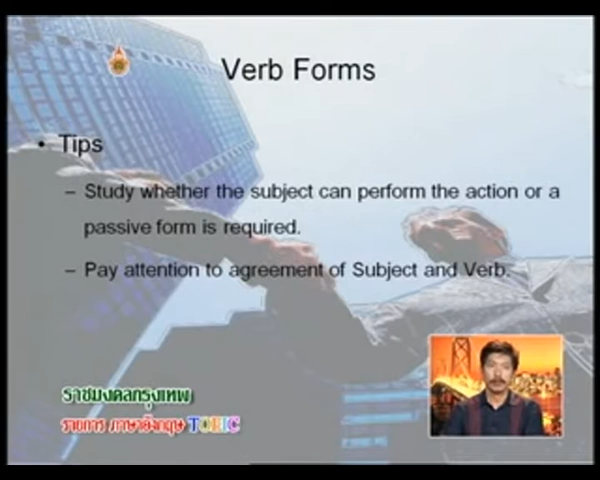 Verb Forms
• Tips
– Study whether the subject can perform the action or a
passive form is required.
– Pay attention to agreement of Subject and Verb.
ราชมงคลกรุงเทพ
รายการ ภาษาอังกฤษ TOEIC